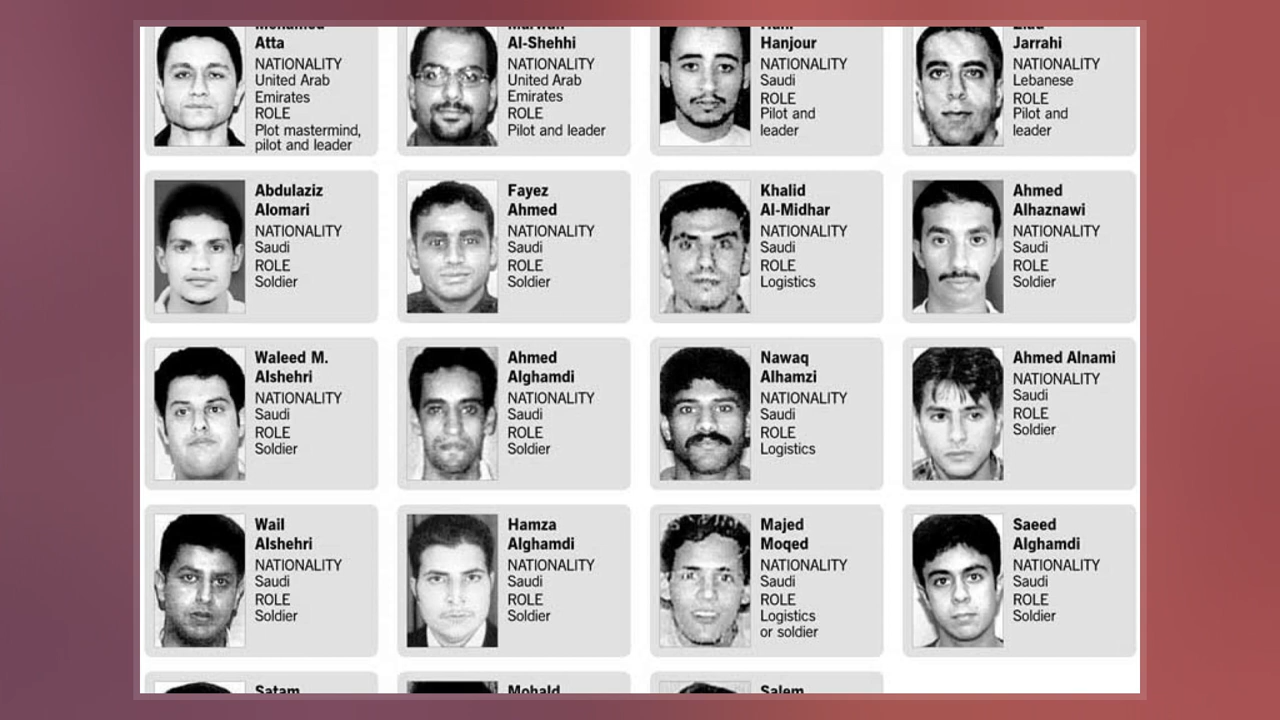 Atta
NATIONALITY
United Arab
Emirates
ROLE
Plot mastermind,
pilot and leader
Al-Shehhi
NATIONALITY
United Arab
Emirates
ROLE
Pilot and leader
Hanjour
NATIONALITY
Saudi
ROLE
Pilot and
leader
Jarrahi
NATIONALITY
Lebanese
ROLE
Pilot and
leader
Abdulaziz
Alomari
NATIONALITY
Saudi
ROLE
Soldier
Fayez
Ahmed
NATIONALITY
Saudi
ROLE
Soldier
Khalid
Al-Midhar
NATIONALITY
Saudi
ROLE
Logistics
Ahmed
Alhaznawi
NATIONALITY
Saudi
ROLE
Soldier
Waleed M.
Alshehri
NATIONALITY
Saudi
ROLE
Soldier
Ahmed
Alghamdi
NATIONALITY
Saudi
ROLE
Soldier
Nawaq
Alhamzi
NATIONALITY
Saudi
ROLE
Logistics
Ahmed Alnami
NATIONALITY
Saudi
ROLE
Soldier
Wail
Alshehri
NATIONALITY
Saudi
ROLE
Soldier
Hamza
Alghamdi
NATIONALITY
Saudi
ROLE
Soldier
Majed
Moqed
NATIONALITY
Saudi
ROLE
Logistics
or soldier
Saeed
Alghamdi
NATIONALITY
Saudi
ROLE
Soldier
Satam
Mohald
Salem